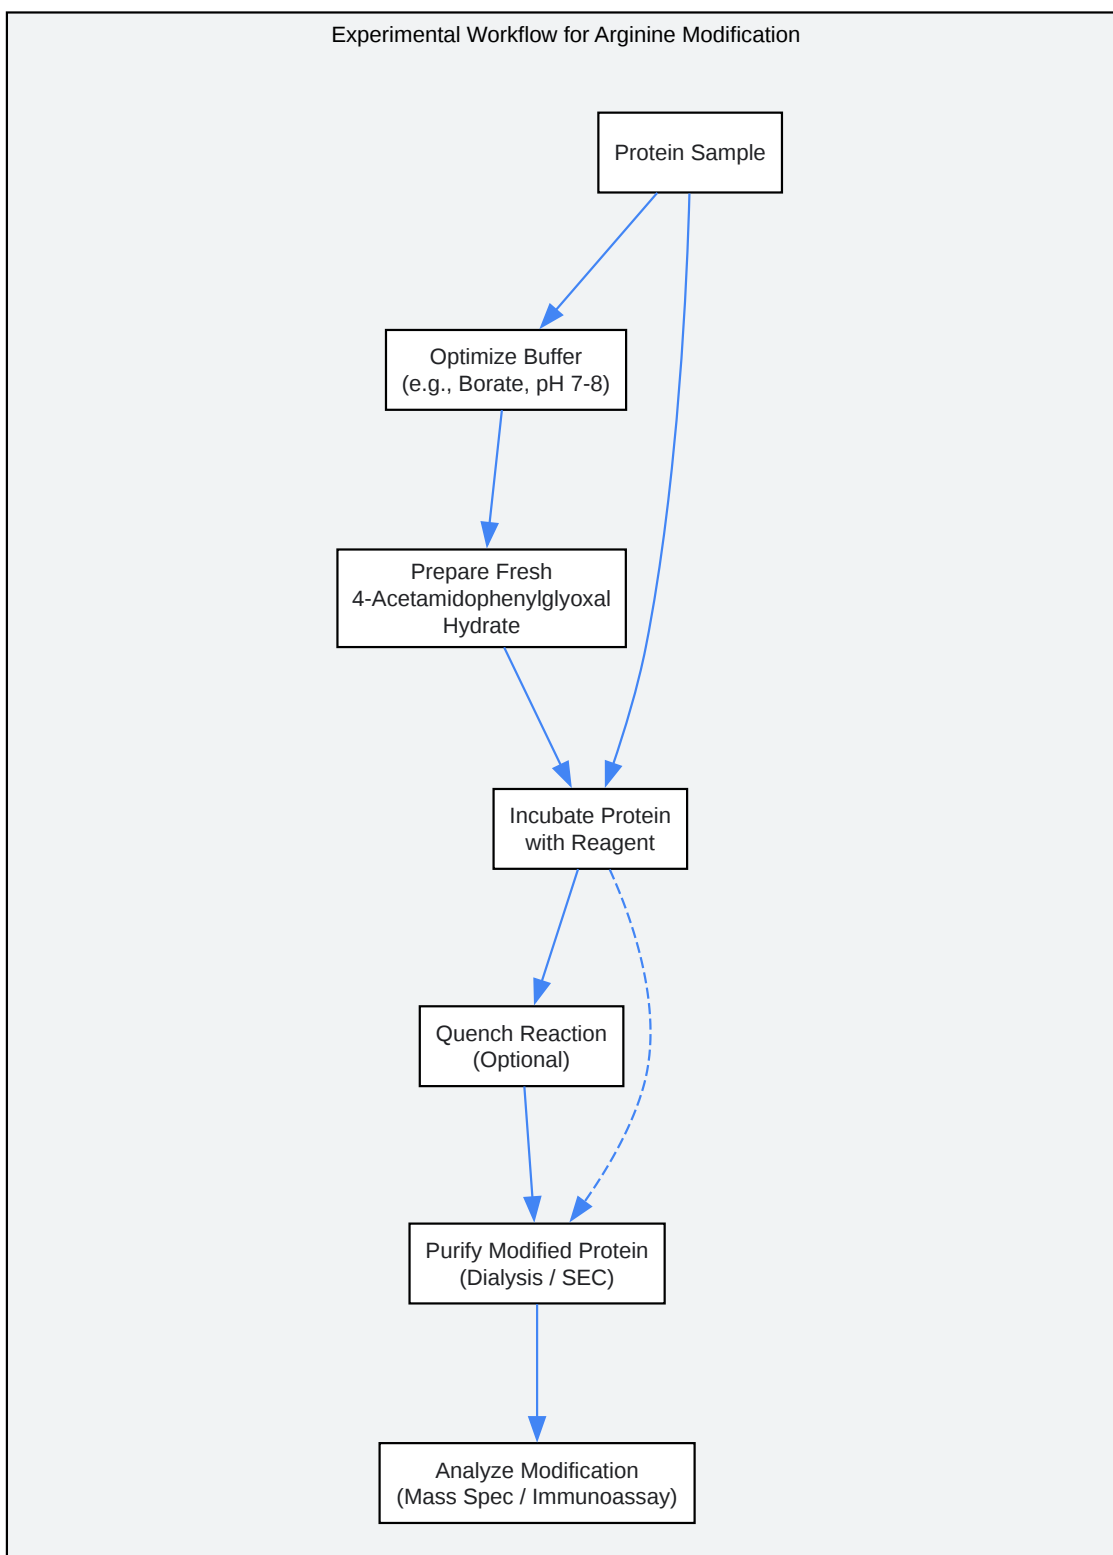 Experimental Workflow for Arginine Modification
Protein Sample
Optimize Buffer
(e.g., Borate, pH 7-8)
Prepare Fresh
4-Acetamidophenylglyoxal
Hydrate
Incubate Protein
with Reagent
Quench Reaction
(Optional)
Purify Modified Protein
(Dialysis / SEC)
Analyze Modification
(Mass Spec / Immunoassay)